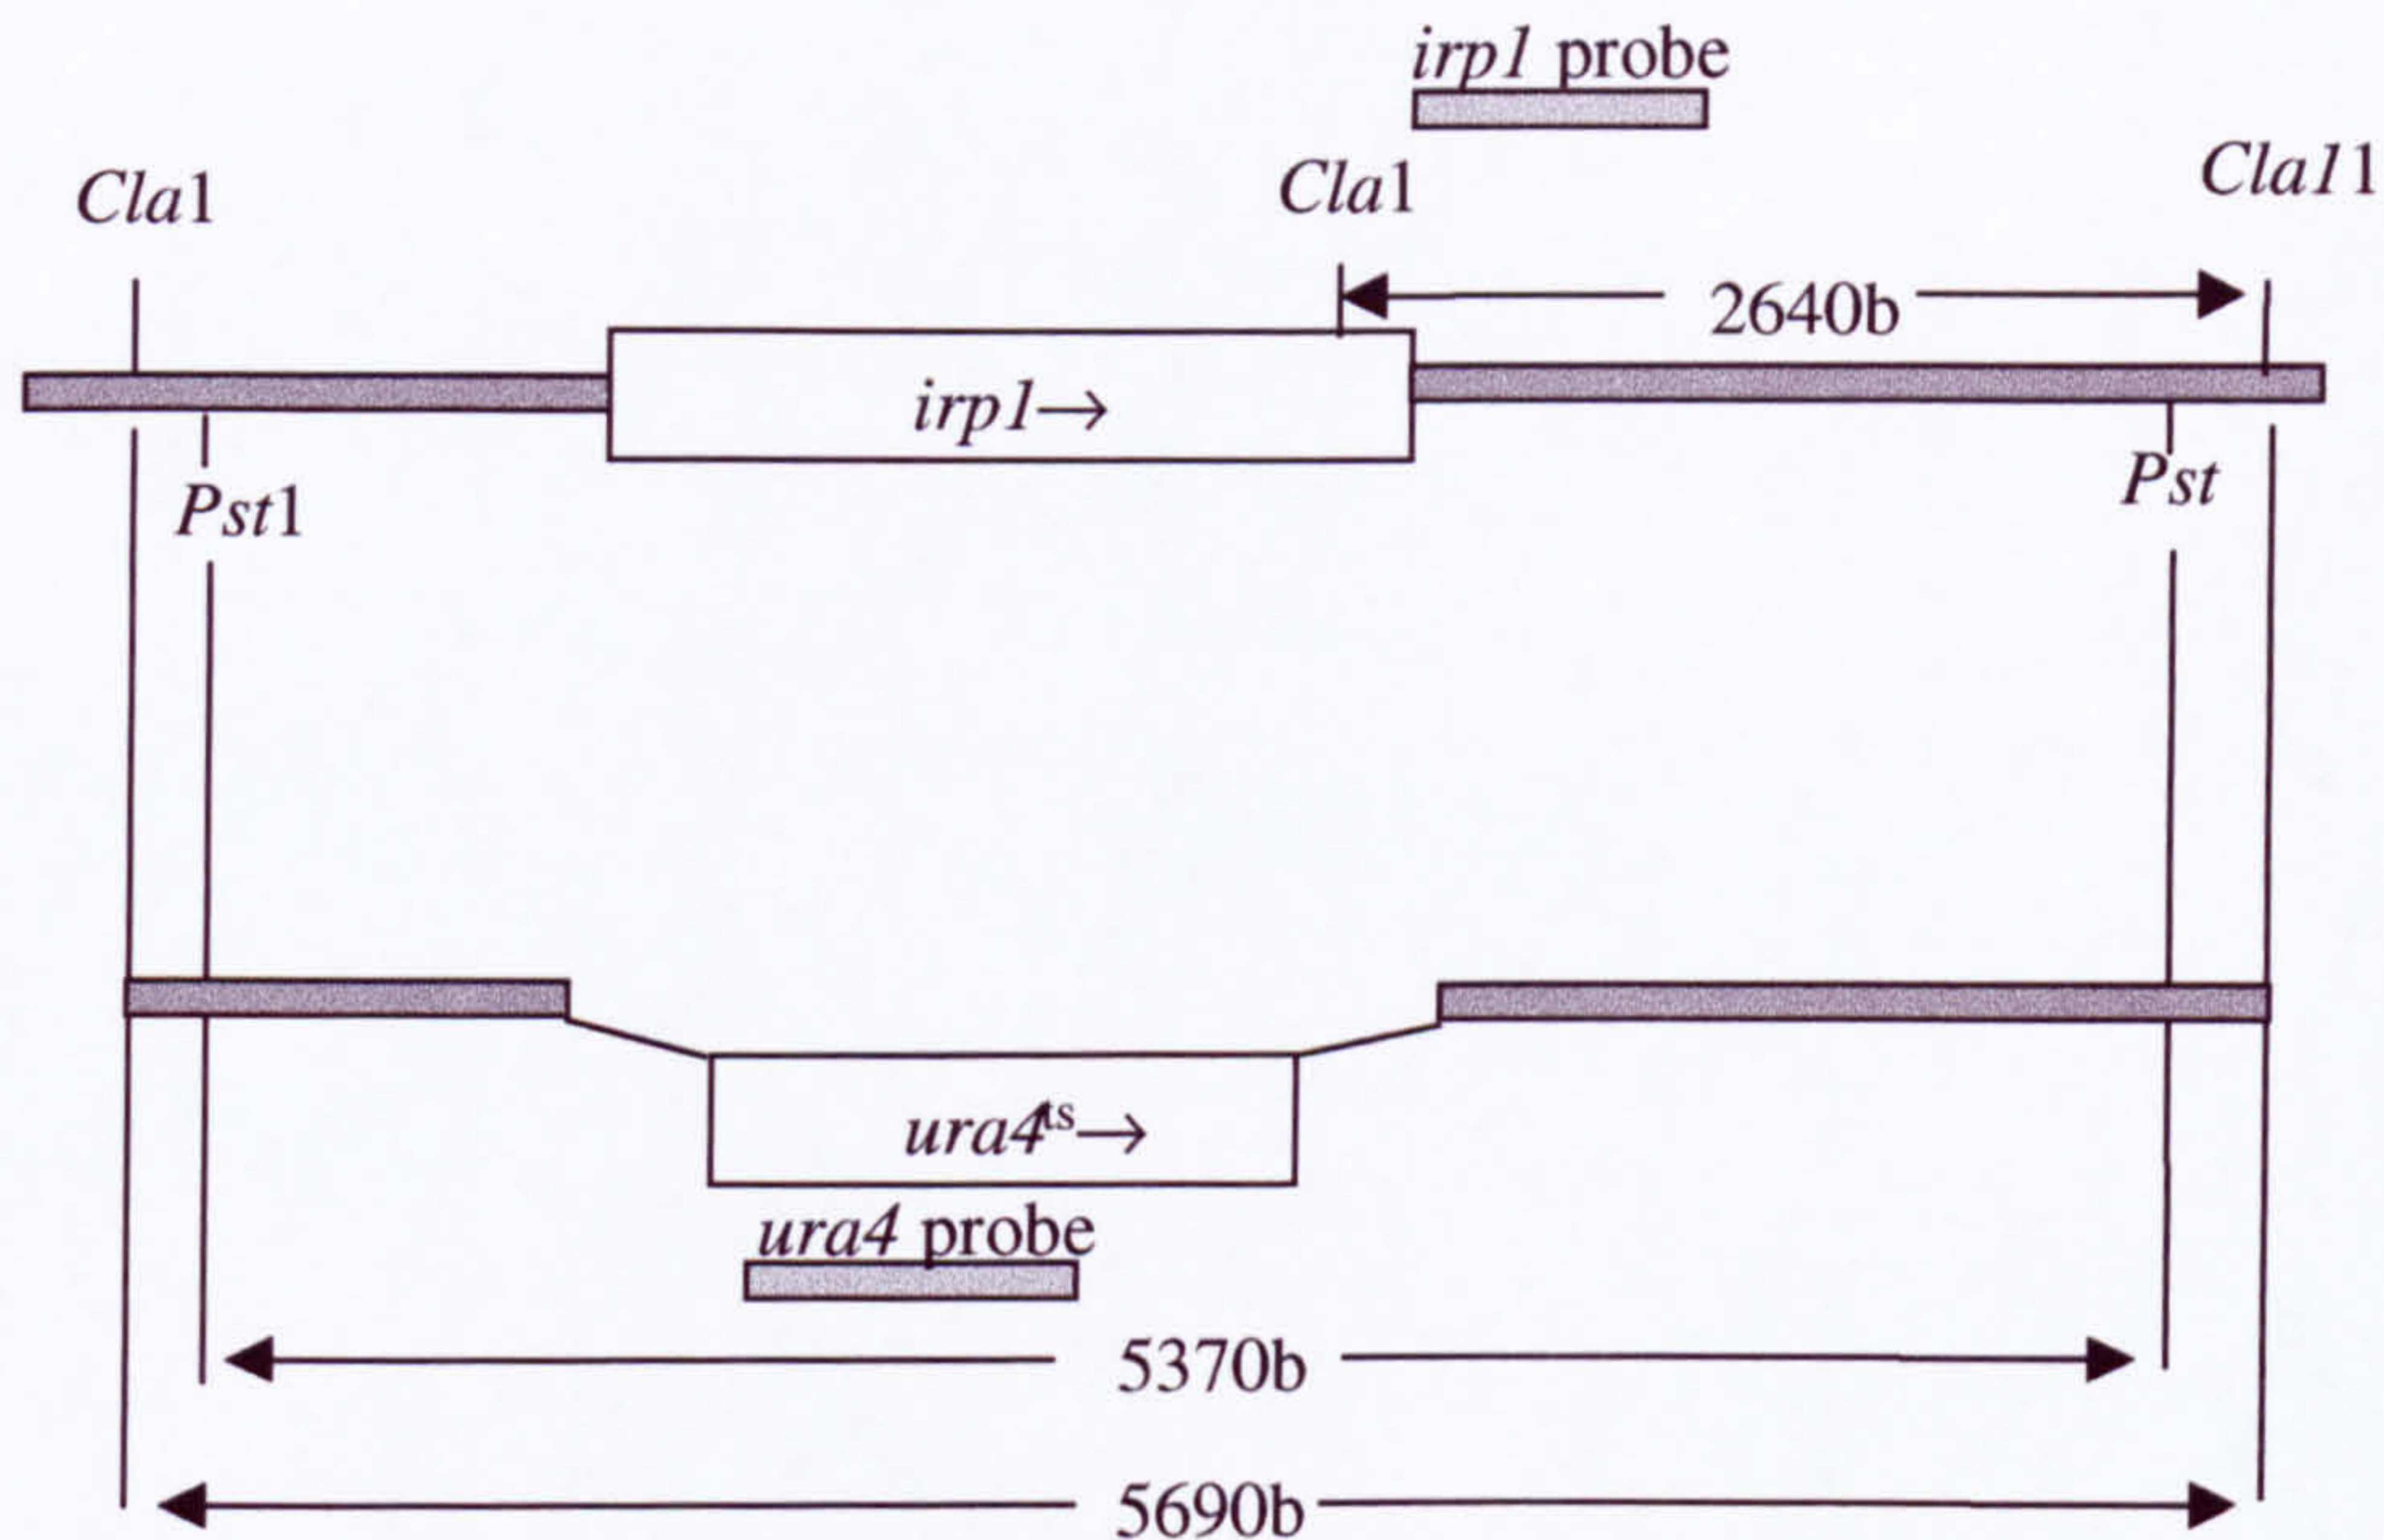 irp1 probe
Cla1
Cla1
Cla11
2640b
irp1→
Pst1
Pst
ura4ts→
ura4 probe
5370b
5690b